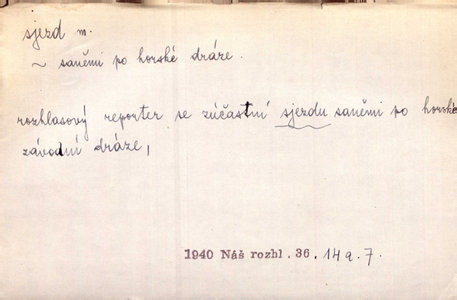 sjezd m.
~ saněmi po horské dráze.
rozhlasový reporter se zúčastní sjezdu saněmi po horské
závodní dráze,
1940 Náš rozhl. 36. 14 a. 7.